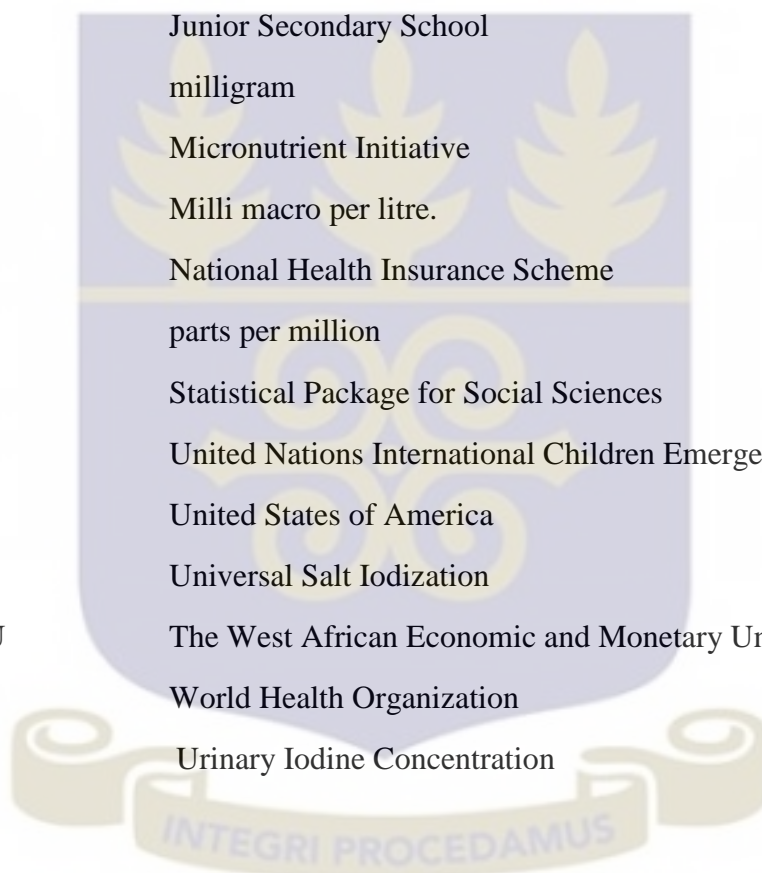 Junior Secondary School
milligram
Micronutrient Initiative
Milli macro per litre.
National Health Insurance Scheme
parts per million
Statistical Package for Social Sciences
United Nations International Children Emerge
United States of America
Universal Salt Iodization
The West African Economic and Monetary Un
World Health Organization
Urinary Iodine Concentration
INTEGRI PROCEDAMUS